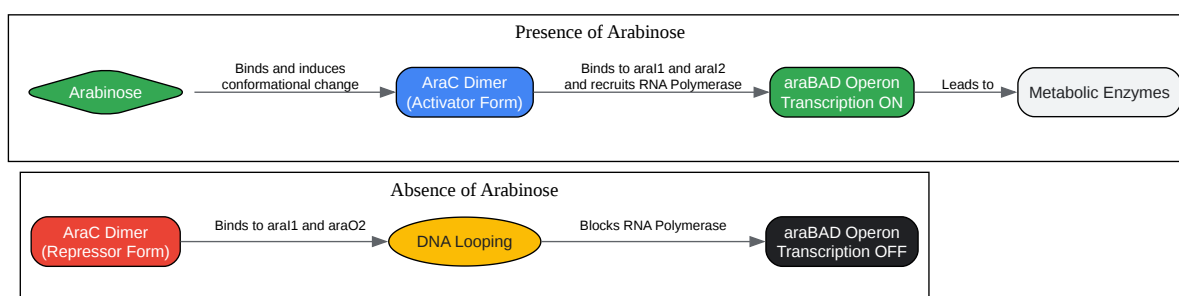 Presence of Arabinose
Arabinose
Binds and induces
conformational change
AraC Dimer
(Activator Form)
Binds to araI1 and araI2
and recruits RNA Polymerase
araBAD Operon
Transcription ON
Leads to
Metabolic Enzymes
Absence of Arabinose
AraC Dimer
(Repressor Form)
Binds to araI1 and araO2
DNA Looping
Blocks RNA Polymerase
araBAD Operon
Transcription OFF